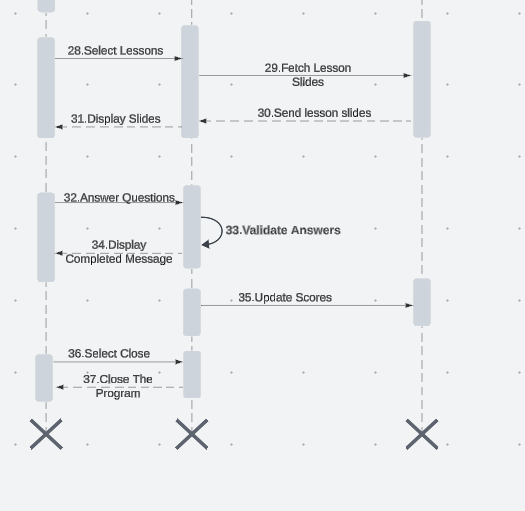 28.Select Lessons
29.Fetch Lesson
Slides
30.Send lesson slides
31.Display Slides
32.Answer Questions
33.Validate Answers
34.Display
Completed Message
35.Update Scores
36.Select Close
37.Close The
Program